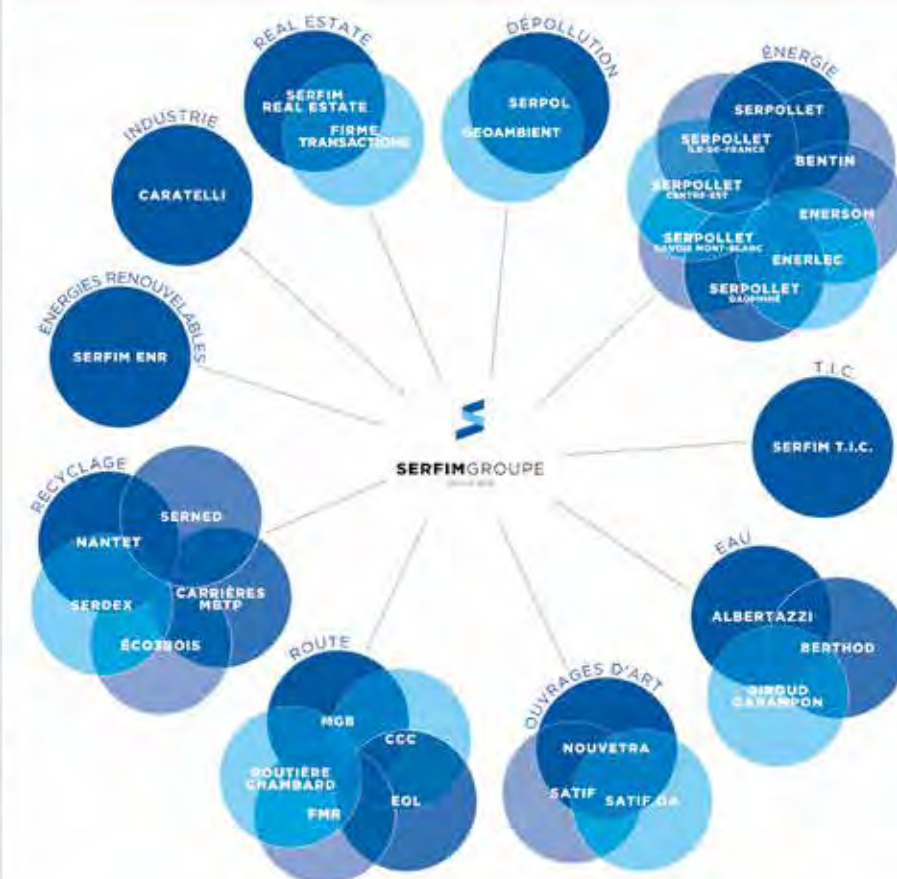 REAL ESTATE
SERFIM
REAL ESTATE
FIRME
TRANSACTIONS
DÉPOLLUTION
SERPOL
GEOAMBIENT
ÉNERGIE
SERPOLLET
SERPOLLET
ILE-DE-FRANCE
BENTIN
SERPOLLET
CENTRE-EST
ENERSOM
SERPOLLET
SAVOIE MONT-BLANC
ENERLEC
SERPOLLET
DAUPHINÉ
INDUSTRIE
CARATELLI
ÉNERGIES RENOUVELABLES
SERFIM ENR
T.I.C.
SERFIM T.I.C.
SERFIMGROUPE
RECYCLAGE
SERNED
NANTET
CARRIÈRES
MBTP
SERDEX
ÉCO3BOIS
EAU
ALBERTAZZI
BERTHOD
GIROUD
GARAMPON
ROUTE
MGB
CCC
ROUTIÈRE
CHAMBARD
EOL
FMR
OUVRAGES D'ART
NOUVETRA
SATIF
SATIF OA